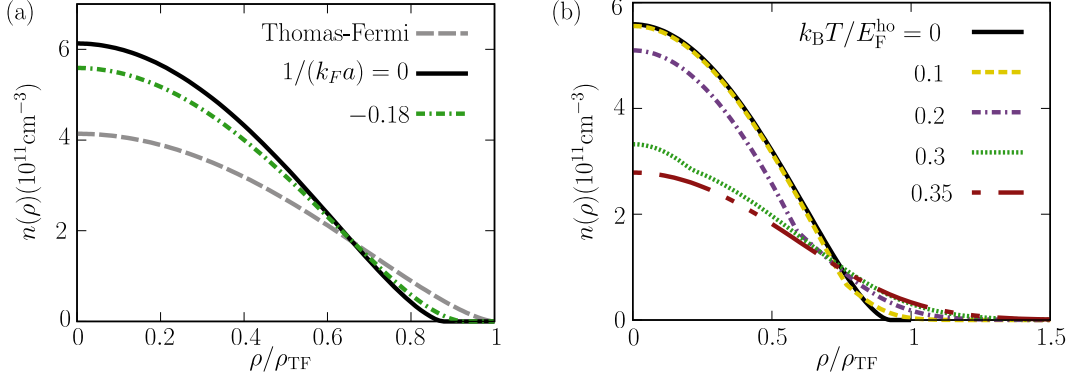 (a)
Thomas-Fermi
1/(k_F a) = 0
−0.18
n(ρ)(10^11 cm^−3)
6
4
2
0
0
0.2
0.4
0.6
0.8
1
ρ/ρ_TF
(b)
k_B T/E_F^ho = 0
0.1
0.2
0.3
0.35
n(ρ)(10^11 cm^−3)
6
4
2
0
0
0.5
1
1.5
ρ/ρ_TF